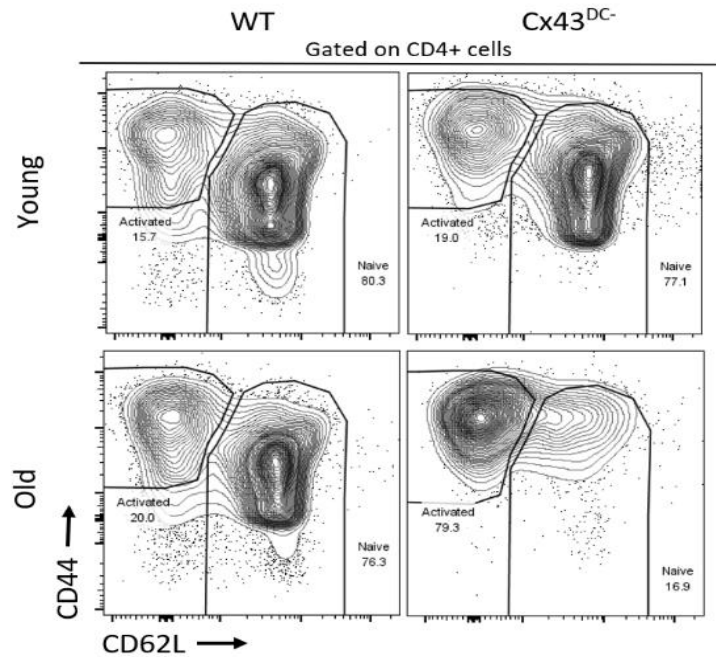 WT
Cx43DC-
Gated on CD4+ cells
Young
Activated
15.7
Naive
80.3
Activated
19.0
Naive
77.1
Old
Activated
20.0
Naive
76.3
Activated
79.3
Naive
16.9
CD44
CD62L